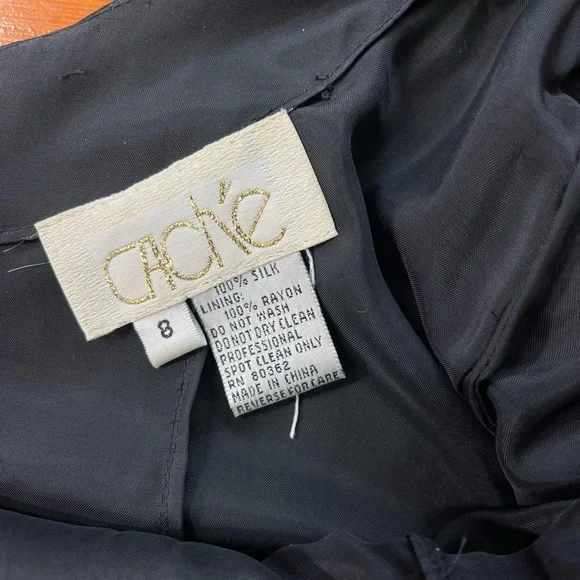 CAché
8
100% SILK
LINING:
100% RAYON
DO NOT WASH
DO NOT DRY CLEAN
PROFESSIONAL
SPOT CLEAN ONLY
RN 80362
MADE IN CHINA
REVERSE FOR CARE